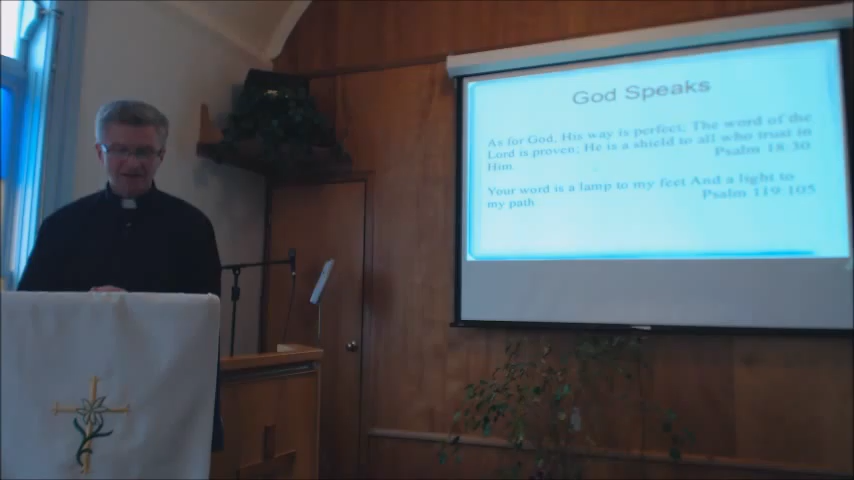 God Speaks
As for God, His way is perfect; The word of the
Lord is proven; He is a shield to all who trust in
Him. Psalm 18:30
Your word is a lamp to my feet And a light to
my path Psalm 119:105